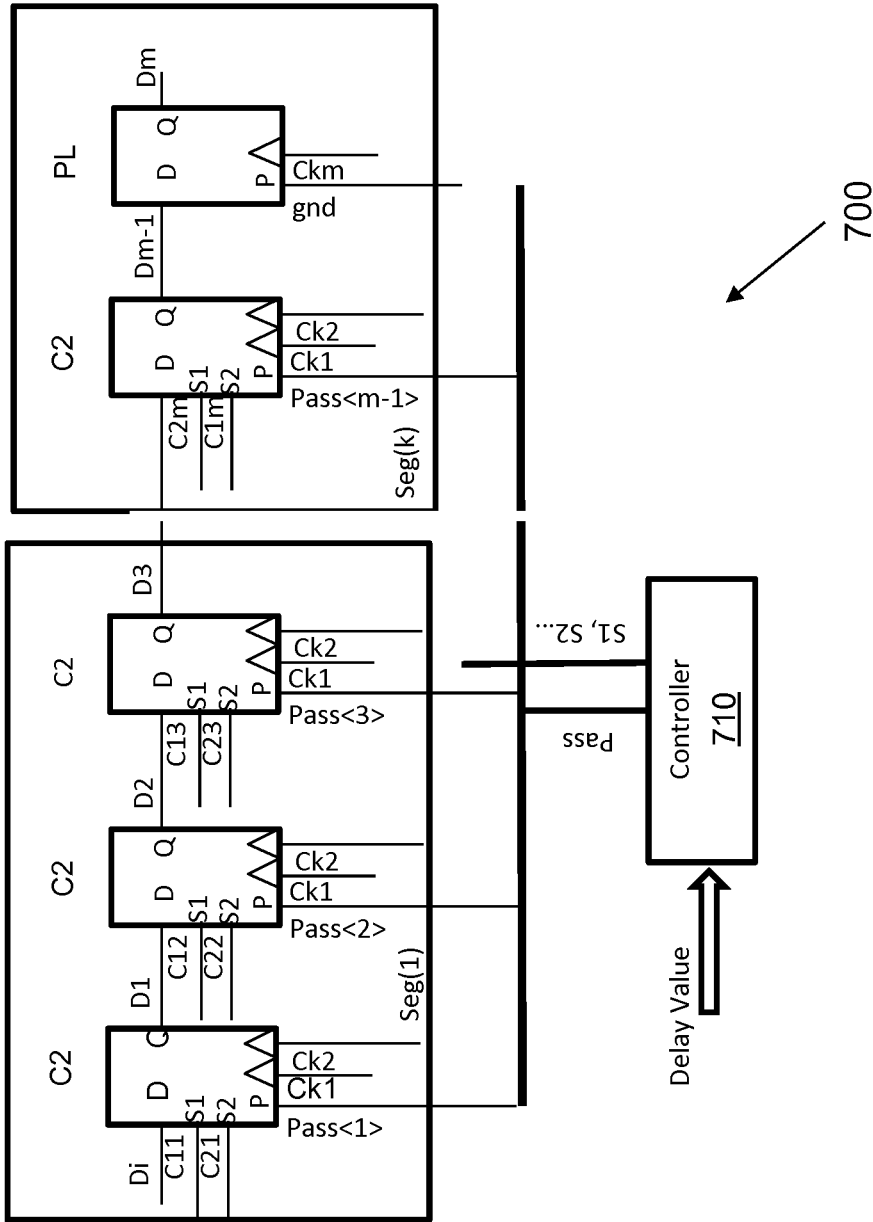 C2
C2
C2
C2
PL
Di
D
C
D1
D
Q
D2
D
Q
D3
D
Q
Dm-1
D
Q
Dm
C11
S1
C21
S2
P
C12
S1
C22
S2
P
C13
S1
C23
S2
P
C2m
S1
C1m
S2
P
P
Pass<1>
Ck1
Ck2
Pass<2>
Ck1
Ck2
Pass<3>
Ck1
Ck2
Pass<m-1>
Ck1
Ck2
gnd
Ckm
Seg(1)
Seg(k)
Pass
S1, S2...
Delay Value
Controller
710
700